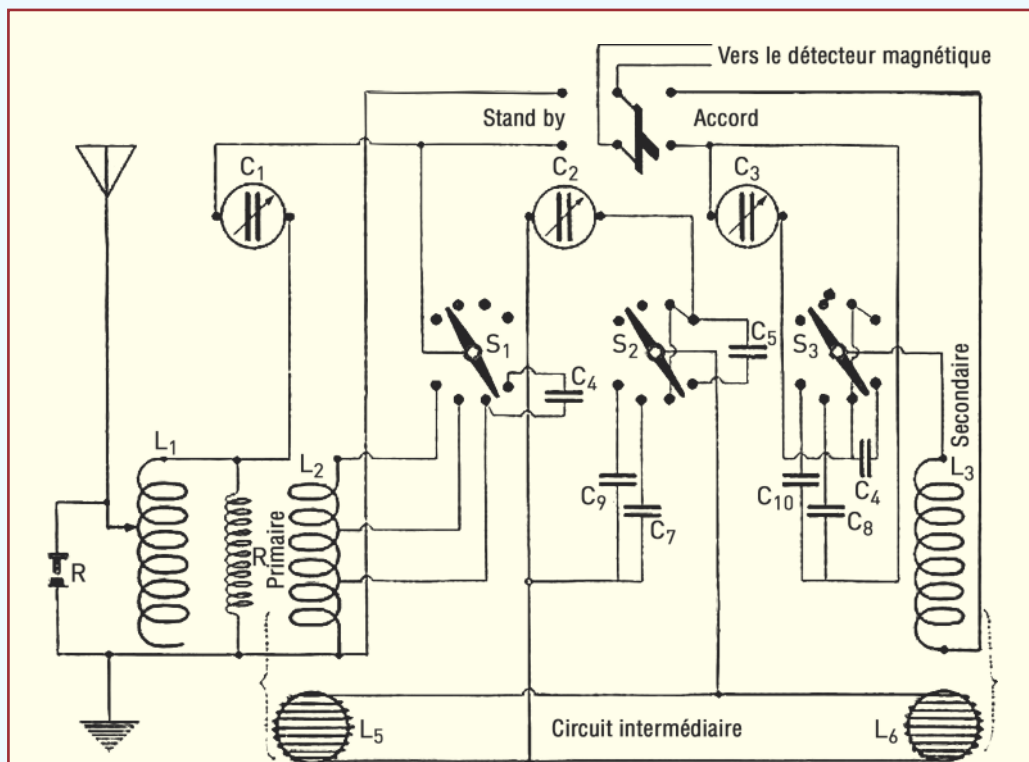 Vers le détecteur magnétique
Stand by
Accord
C1
C2
C3
S1
S2
S3
C5
C4
L1
L2
R
R
Primaire
C9
C7
C10
C8
C4
L3
Secondaire
L5
Circuit intermédiaire
L6